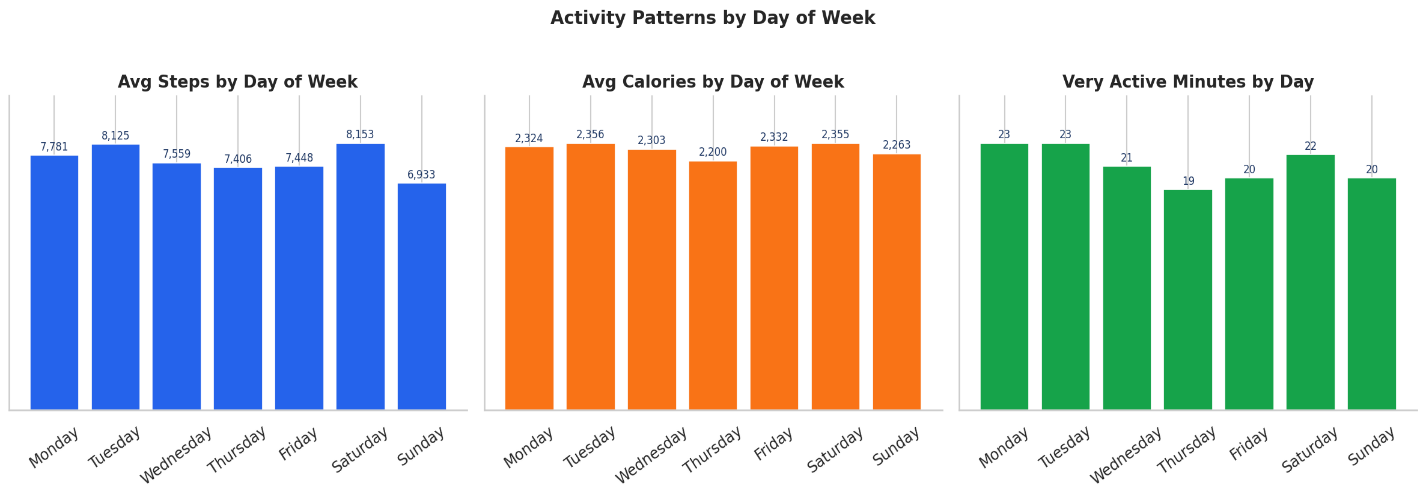 Activity Patterns by Day of Week
Avg Steps by Day of Week
7,781
8,125
7,559
7,406
7,448
8,153
6,933
Monday
Tuesday
Wednesday
Thursday
Friday
Saturday
Sunday
Avg Calories by Day of Week
2,324
2,356
2,303
2,200
2,332
2,355
2,263
Monday
Tuesday
Wednesday
Thursday
Friday
Saturday
Sunday
Very Active Minutes by Day
23
23
21
19
20
22
20
Monday
Tuesday
Wednesday
Thursday
Friday
Saturday
Sunday